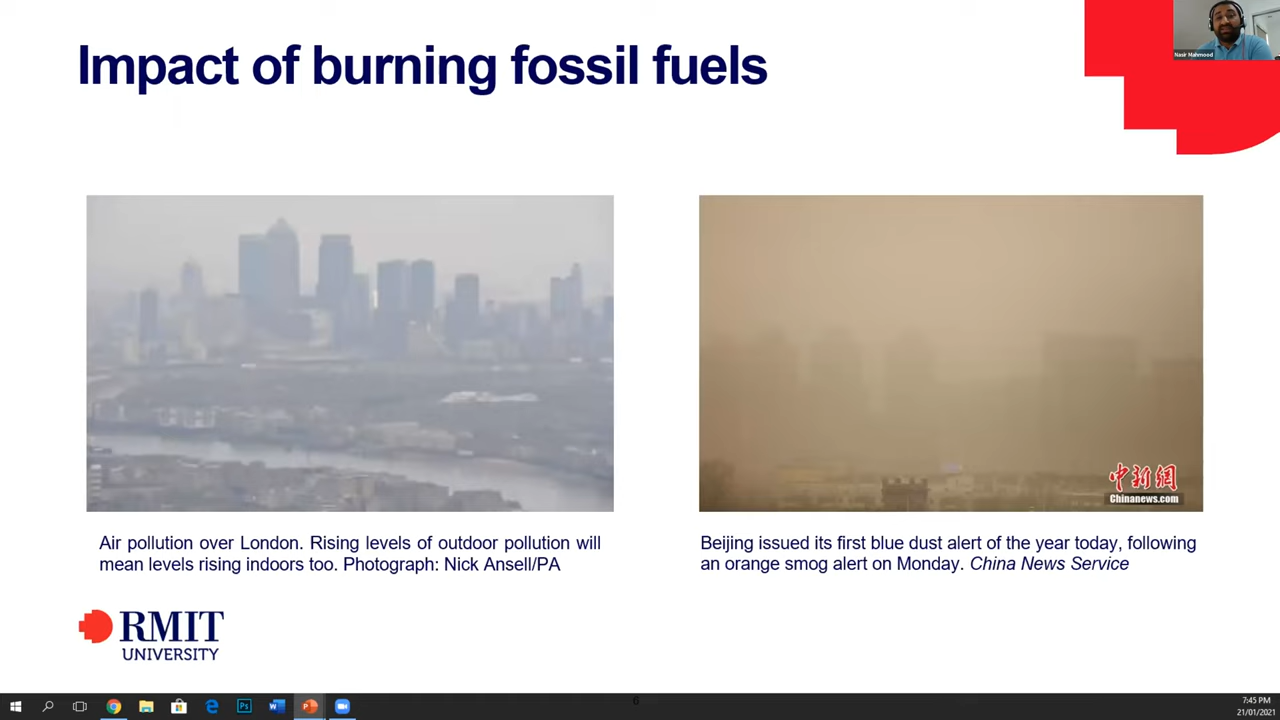 Impact of burning fossil fuels
Nasir Mahmood
中新網
Chinanews.com
Air pollution over London. Rising levels of outdoor pollution will
mean levels rising indoors too. Photograph: Nick Ansell/PA
Beijing issued its first blue dust alert of the year today, following
an orange smog alert on Monday. China News Service
RMIT
UNIVERSITY
6
7:45 PM
21/01/2021